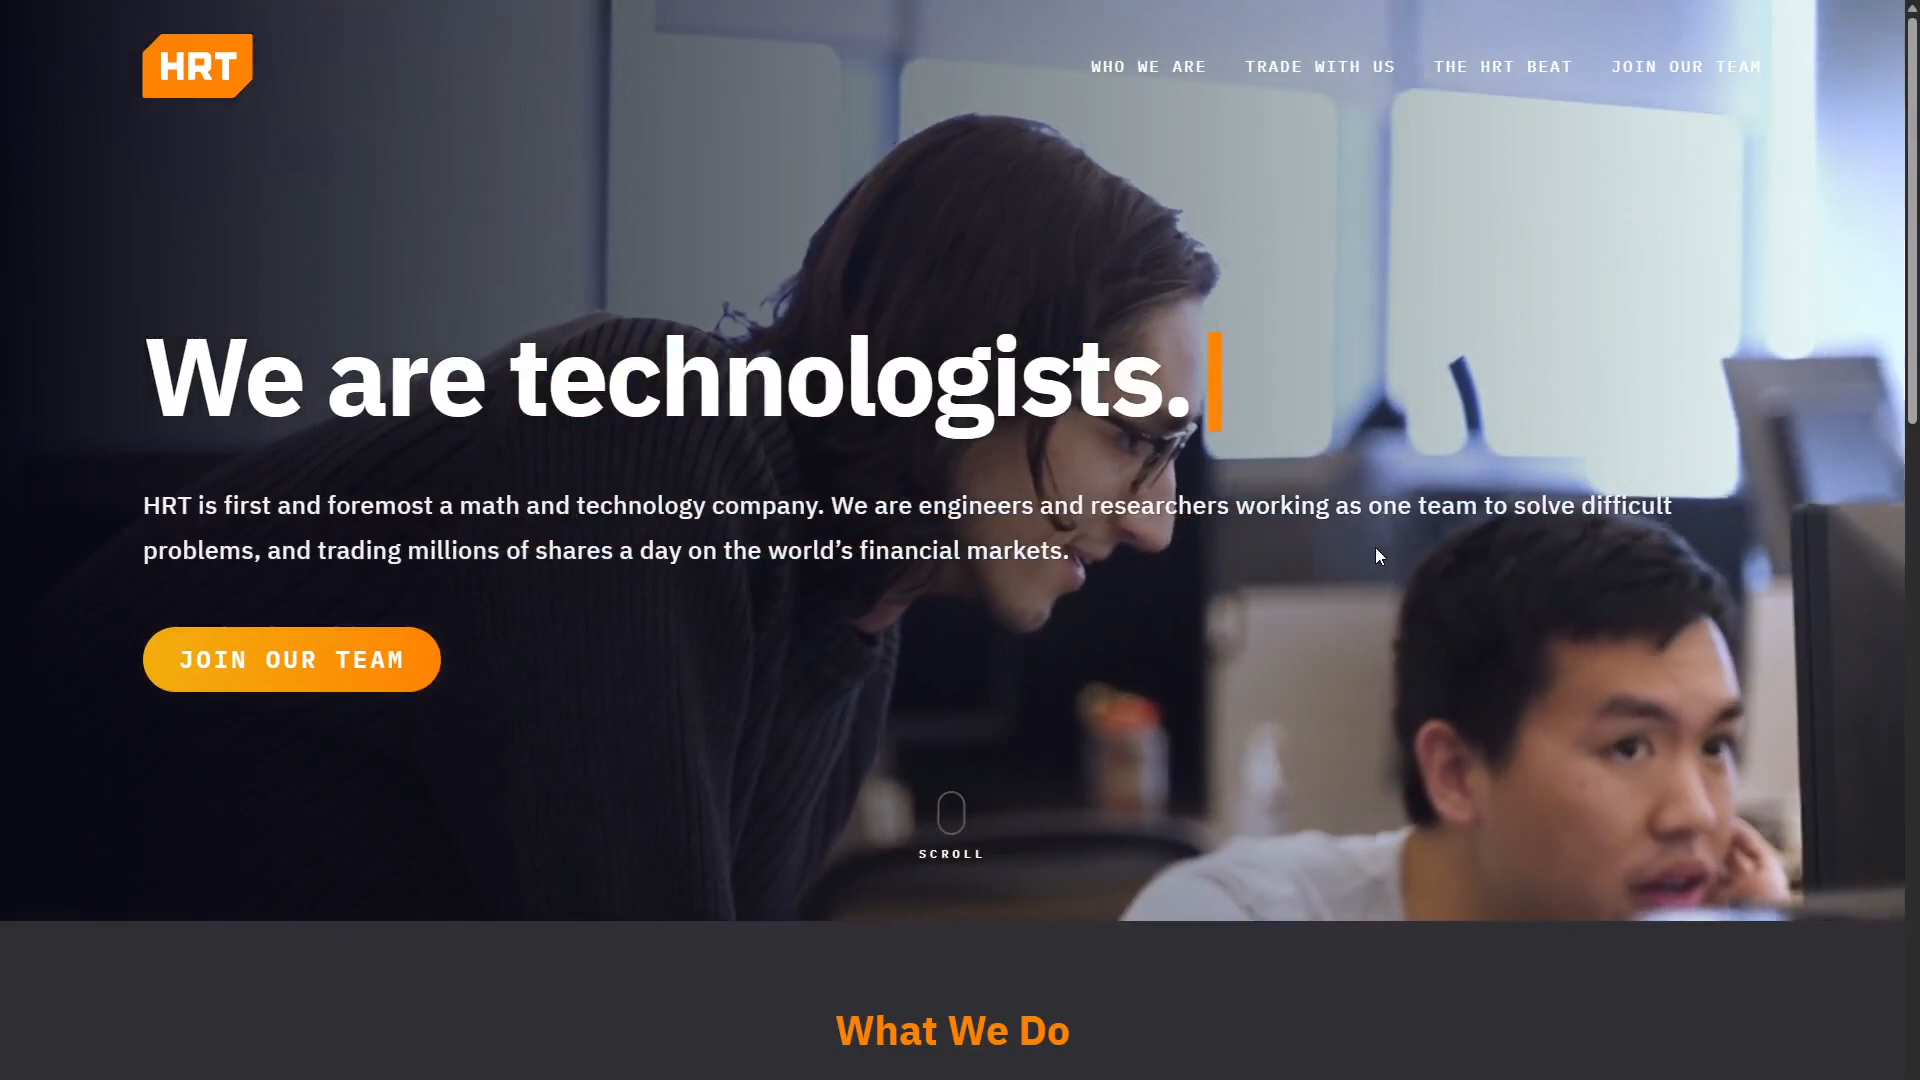 HRT
WHO WE ARE
TRADE WITH US
THE HRT BEAT
JOIN OUR TEAM
We are technologists.
HRT is first and foremost a math and technology company. We are engineers and researchers working as one team to solve difficult
problems, and trading millions of shares a day on the world’s financial markets.
JOIN OUR TEAM
SCROLL
What We Do